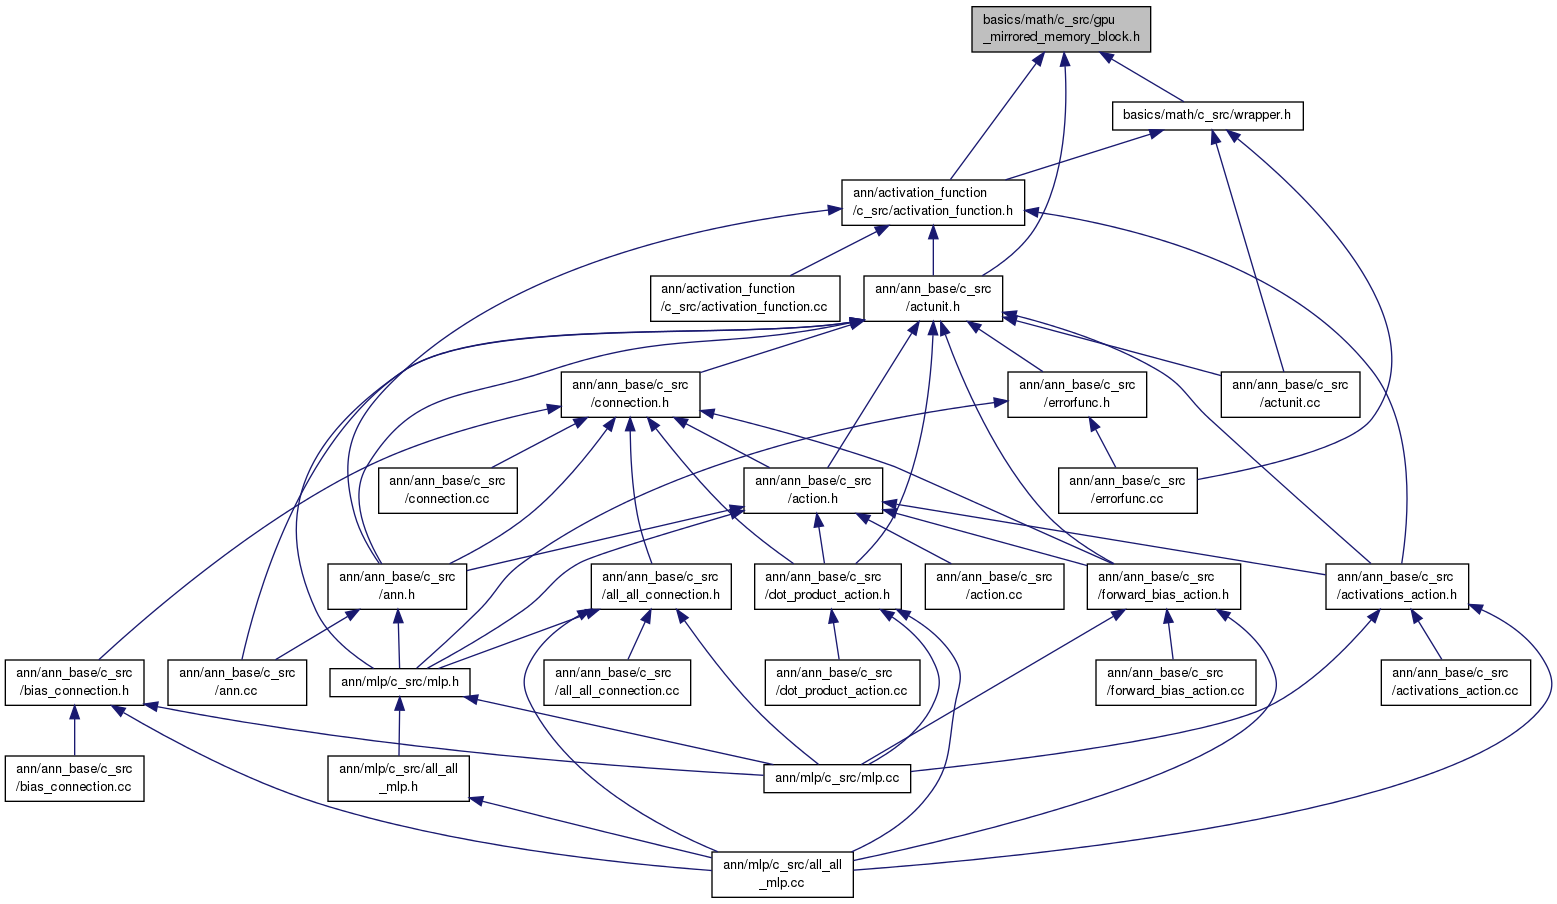 basics/math/c_src/gpu
_mirrored_memory_block.h
basics/math/c_src/wrapper.h
ann/activation_function
/c_src/activation_function.h
ann/activation_function
/c_src/activation_function.cc
ann/ann_base/c_src
/actunit.h
ann/ann_base/c_src
/connection.h
ann/ann_base/c_src
/errorfunc.h
ann/ann_base/c_src
/actunit.cc
ann/ann_base/c_src
/connection.cc
ann/ann_base/c_src
/action.h
ann/ann_base/c_src
/errorfunc.cc
ann/ann_base/c_src
/ann.h
ann/ann_base/c_src
/all_all_connection.h
ann/ann_base/c_src
/dot_product_action.h
ann/ann_base/c_src
/action.cc
ann/ann_base/c_src
/forward_bias_action.h
ann/ann_base/c_src
/activations_action.h
ann/ann_base/c_src
/bias_connection.h
ann/ann_base/c_src
/ann.cc
ann/mlp/c_src/mlp.h
ann/ann_base/c_src
/all_all_connection.cc
ann/ann_base/c_src
/dot_product_action.cc
ann/ann_base/c_src
/forward_bias_action.cc
ann/ann_base/c_src
/activations_action.cc
ann/ann_base/c_src
/bias_connection.cc
ann/mlp/c_src/all_all
_mlp.h
ann/mlp/c_src/mlp.cc
ann/mlp/c_src/all_all
_mlp.cc